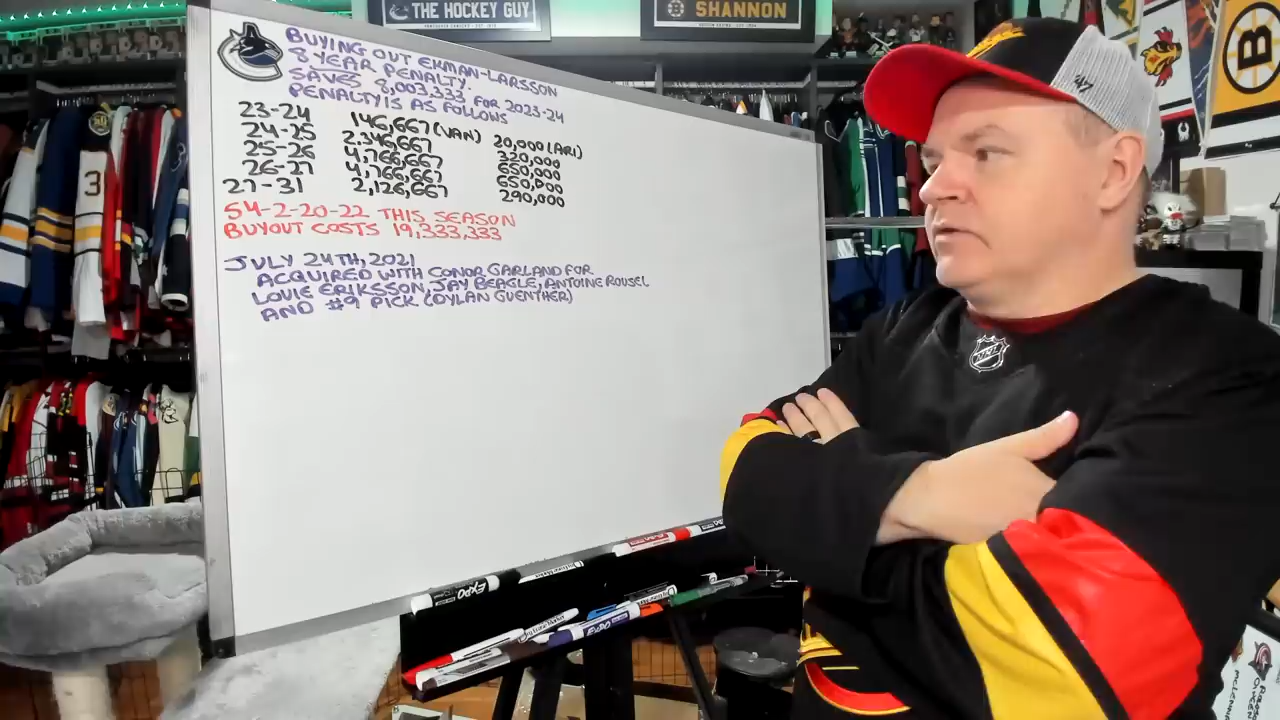 THE HOCKEY GUY
SHANNON
BUYING OUT EKMAN-LARSSON
8 YEAR PENALTY.
SAVES 8,003,333 FOR 2023-24
PENALTY IS AS FOLLOWS
23-24 146,667 (VAN) 20,000 (ARI)
24-25 2,346,667 320,000
25-26 4,766,667 650,000
26-27 4,766,667 650,000
27-31 2,126,667 290,000
54-2-20-22 THIS SEASON
BUYOUT COSTS 19,333,333
JULY 24TH, 2021
ACQUIRED WITH CONOR GARLAND FOR
LOUIE ERIKSSON, JAY BEAGLE, ANTOINE ROUSEL
AND #9 PICK (DYLAN GUENTHER)
NHL
'47
B
3
EXPO
EXPO